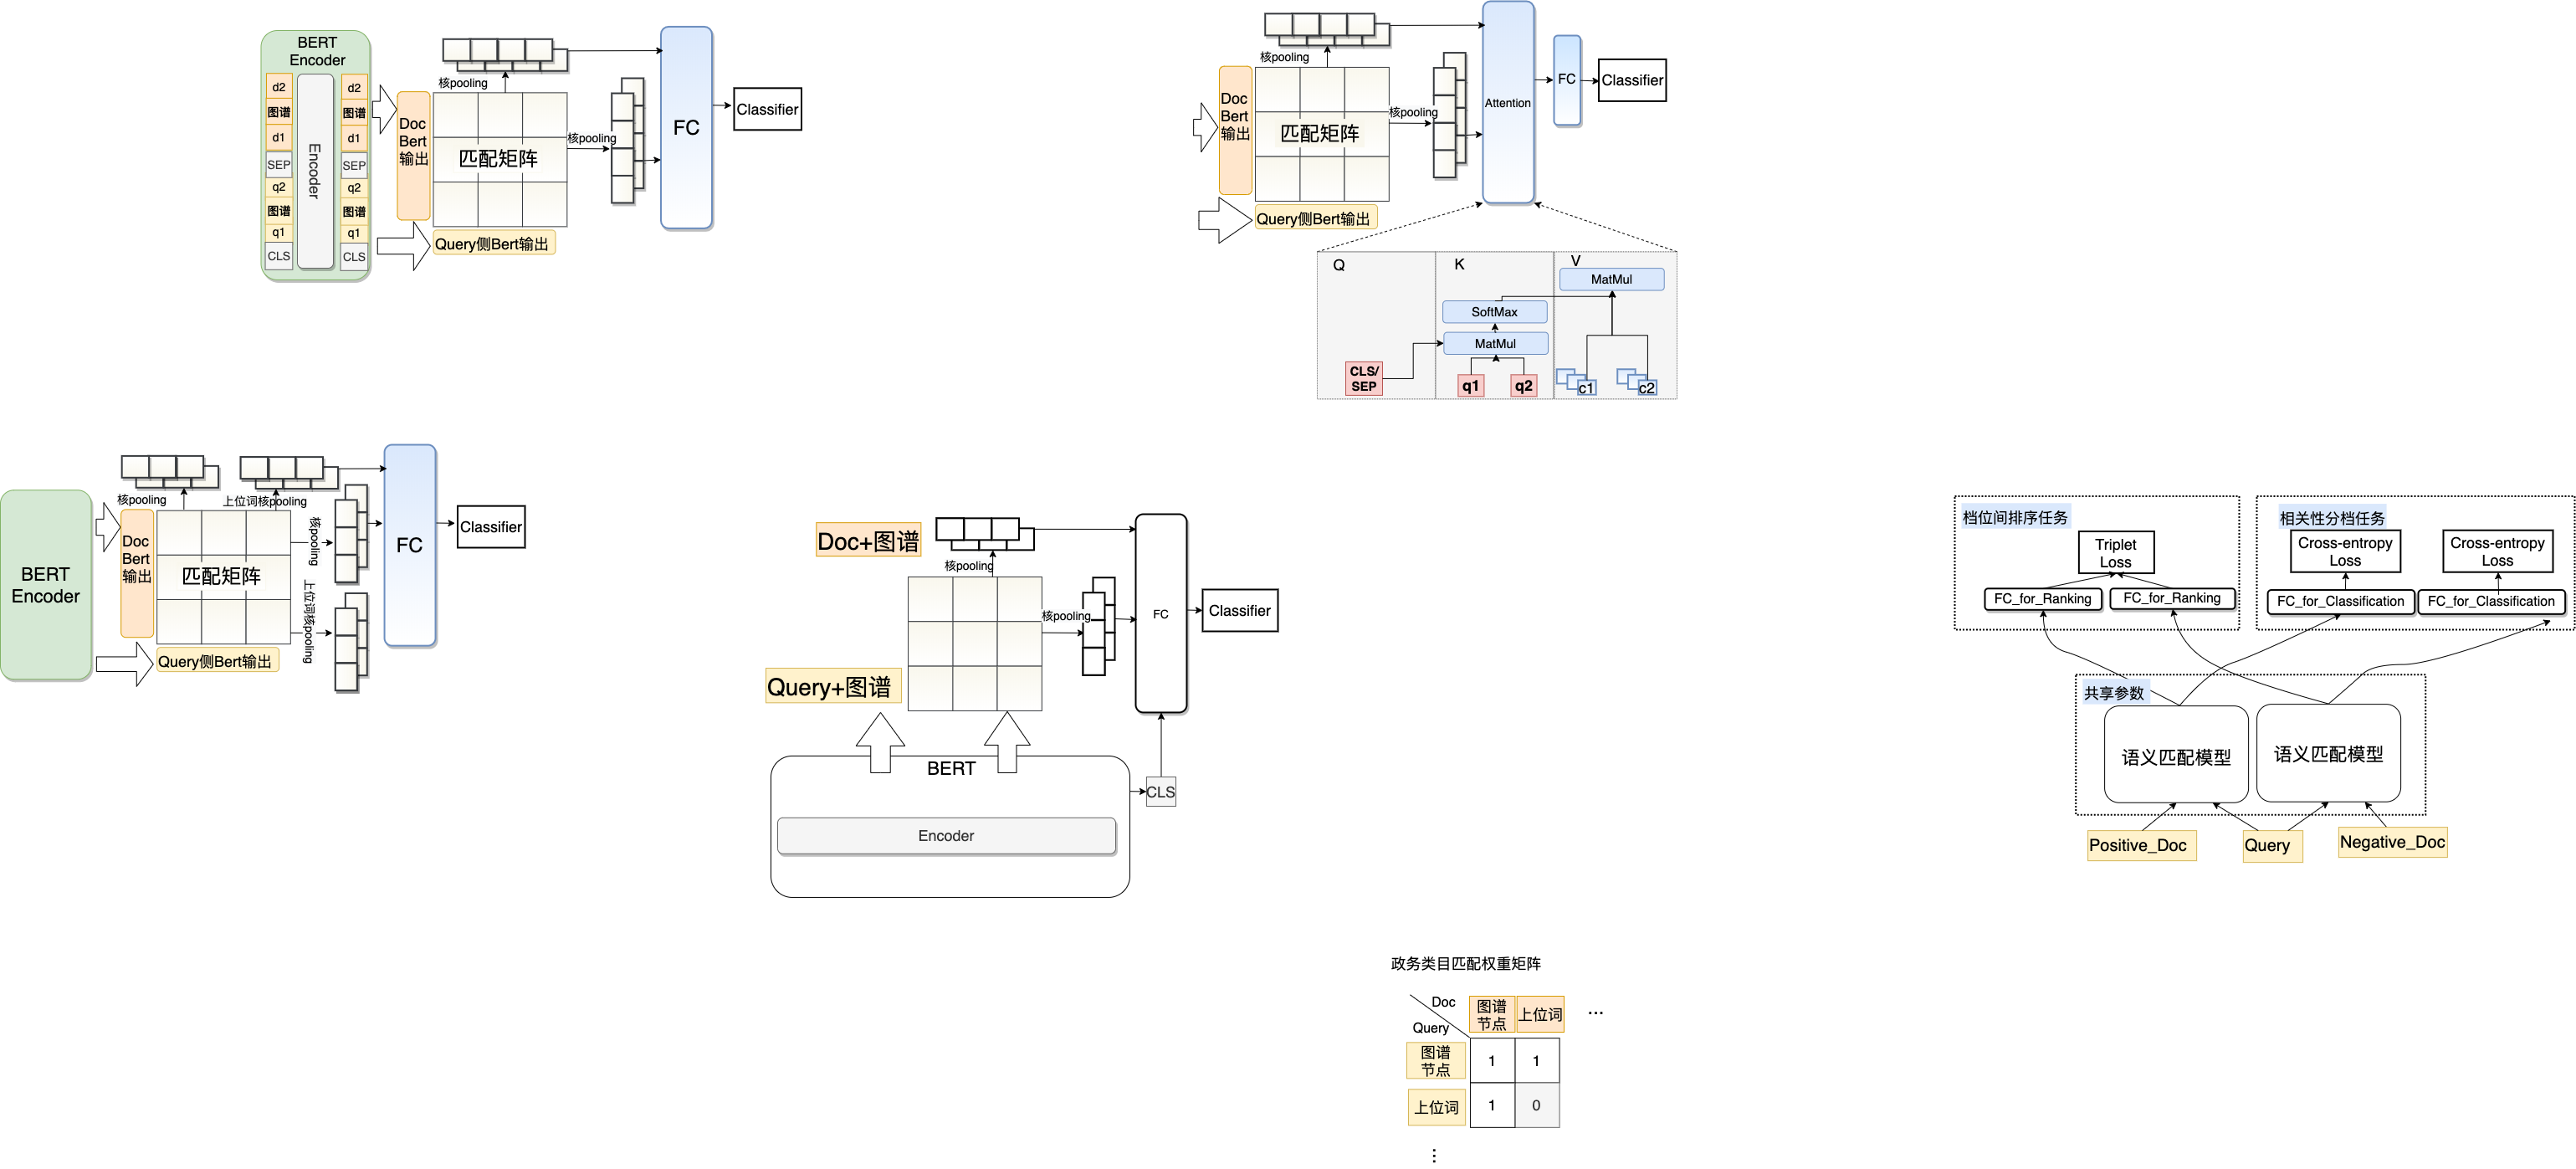 BERT
Encoder
d2
图谱
d1
SEP
q2
图谱
q1
CLS
Encoder
d2
图谱
d1
SEP
q2
图谱
q1
CLS
Doc
Bert
输出
核pooling
匹配矩阵
核pooling
Query侧Bert输出
FC
Classifier
核pooling
Doc
Bert
输出
匹配矩阵
核pooling
Query侧Bert输出
Attention
FC
Classifier
Q
K
V
MatMul
SoftMax
MatMul
CLS/
SEP
q1
q2
c1
c2
BERT
Encoder
核pooling
上位词核pooling
Doc
Bert
输出
匹配矩阵
核pooling
上位词核pooling
Query侧Bert输出
FC
Classifier
Doc+图谱
核pooling
核pooling
Query+图谱
FC
Classifier
BERT
Encoder
CLS
档位间排序任务
Triplet
Loss
FC_for_Ranking
FC_for_Ranking
相关性分档任务
Cross-entropy
Loss
Cross-entropy
Loss
FC_for_Classification
FC_for_Classification
共享参数
语义匹配模型
语义匹配模型
Positive_Doc
Query
Negative_Doc
政务类目匹配权重矩阵
Doc
Query
图谱
节点
上位词
...
图谱
节点
1
1
上位词
1
0
⋮